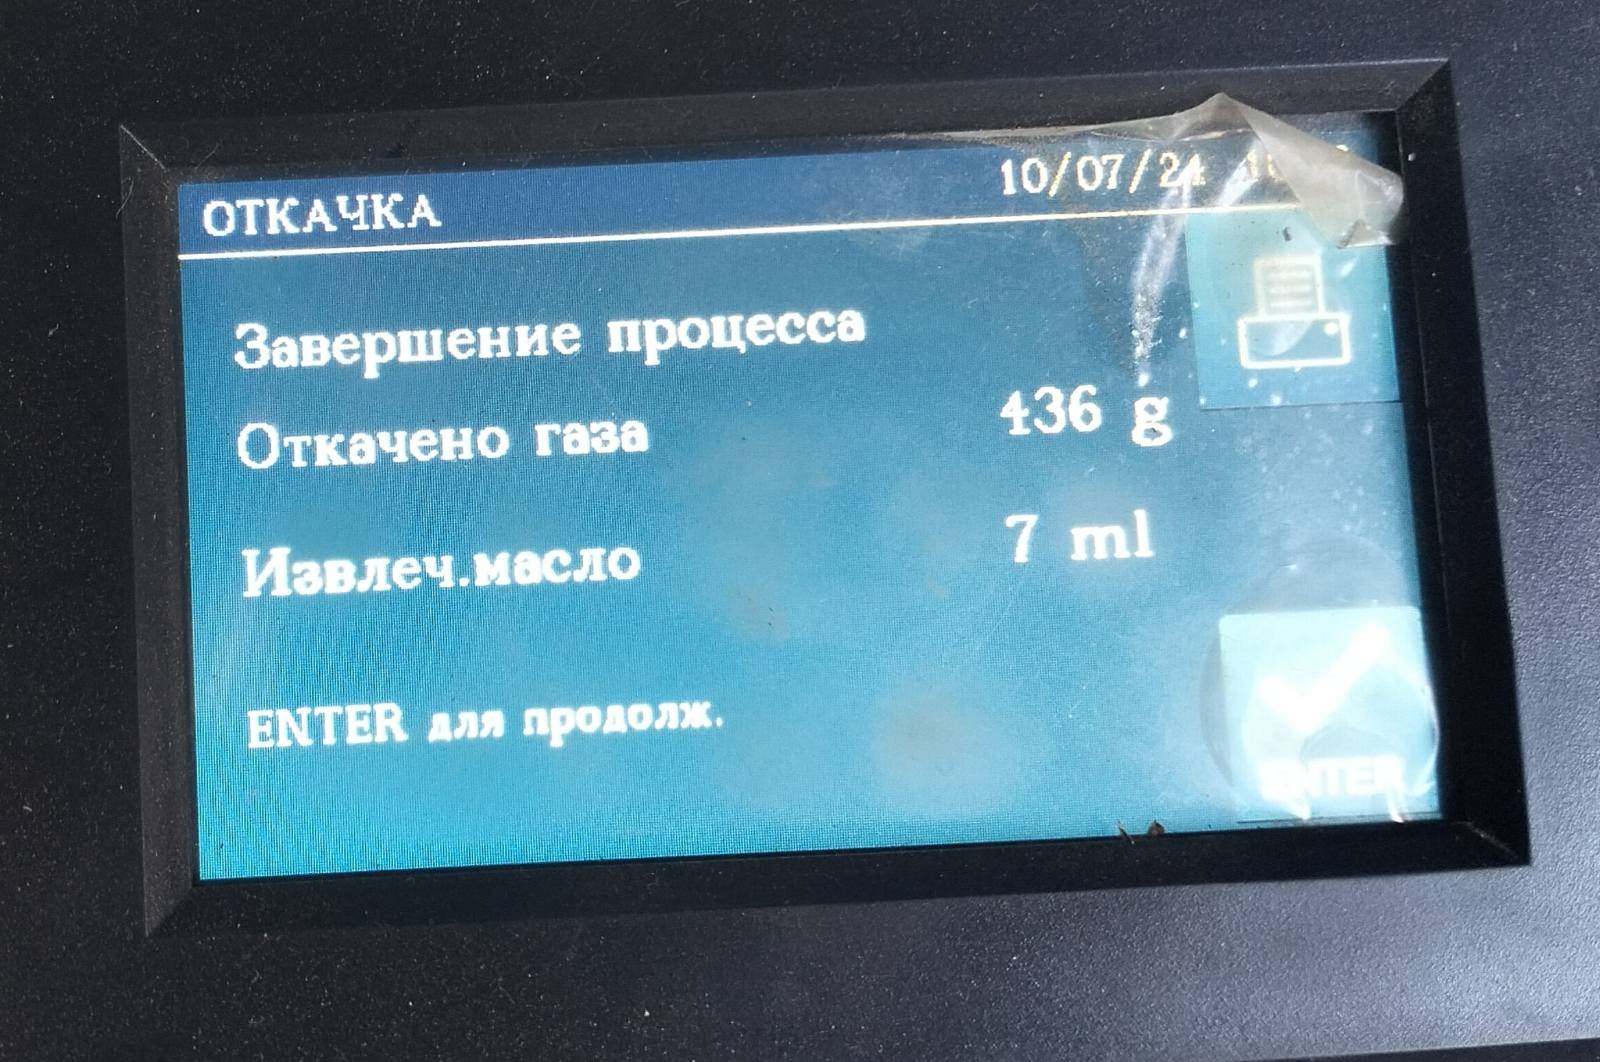 ОТКАЧКА
10/07/24
Завершение процесса
Откачено газа 436 g
Извлеч.масло 7 ml
ENTER для продолж.
ENTER